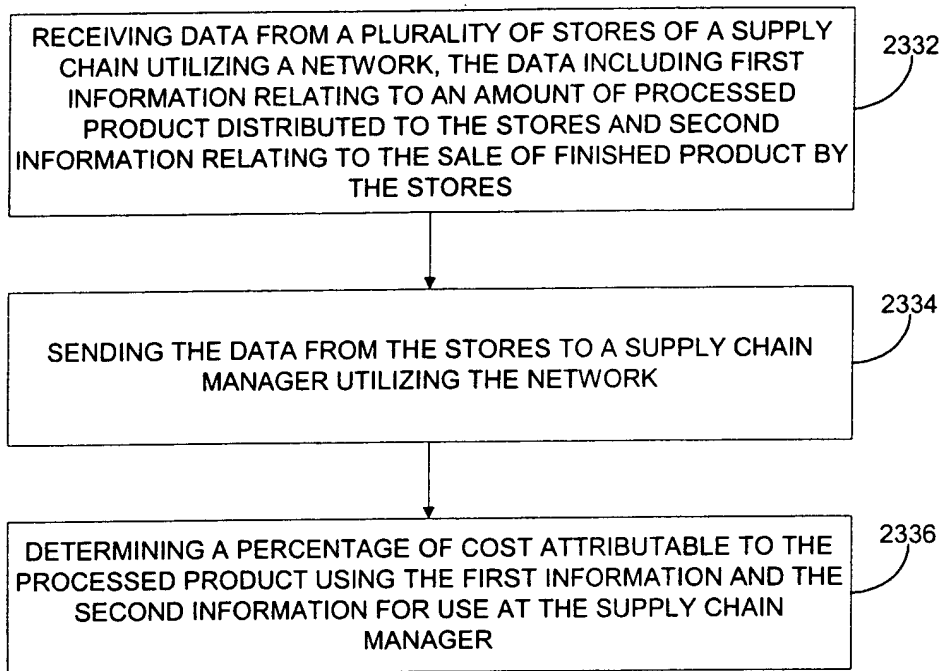 RECEIVING DATA FROM A PLURALITY OF STORES OF A SUPPLY
CHAIN UTILIZING A NETWORK, THE DATA INCLUDING FIRST
INFORMATION RELATING TO AN AMOUNT OF PROCESSED
PRODUCT DISTRIBUTED TO THE STORES AND SECOND
INFORMATION RELATING TO THE SALE OF FINISHED PRODUCT BY
THE STORES
2332
SENDING THE DATA FROM THE STORES TO A SUPPLY CHAIN
MANAGER UTILIZING THE NETWORK
2334
DETERMINING A PERCENTAGE OF COST ATTRIBUTABLE TO THE
PROCESSED PRODUCT USING THE FIRST INFORMATION AND THE
SECOND INFORMATION FOR USE AT THE SUPPLY CHAIN
MANAGER
2336